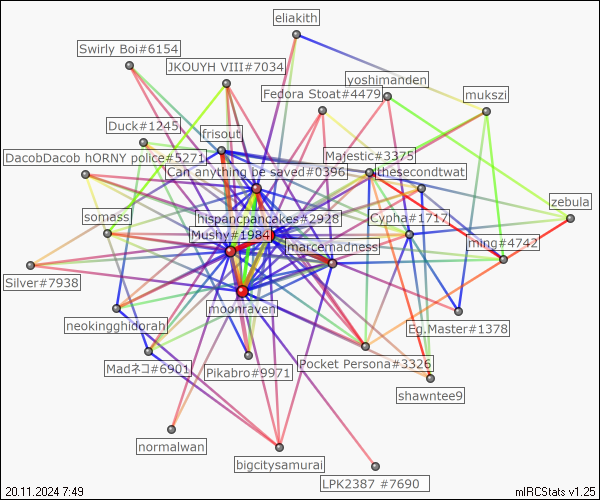 eliakith
Swirly Boi#6154
JKOUYH VIII#7034
yoshimanden
Fedora Stoat#4479
mukszi
Duck#1245
frisout
DacobDacob hORNY police#5271
Majestic#3375
Can anything be saved#0396
thesecondtwat
zebula
somass
hispancpancakes#2928
Cypha#1717
Mushy#1984
marcemadness
ming#4742
Silver#7938
moonraven
neokingghidorah
Eg.Master#1378
Madネコ#6901
Pikabro#9971
Pocket Persona#3326
shawntee9
normalwan
bigcitysamurai
LPK2387 #7690
20.11.2024 7:49
mIRCStats v1.25